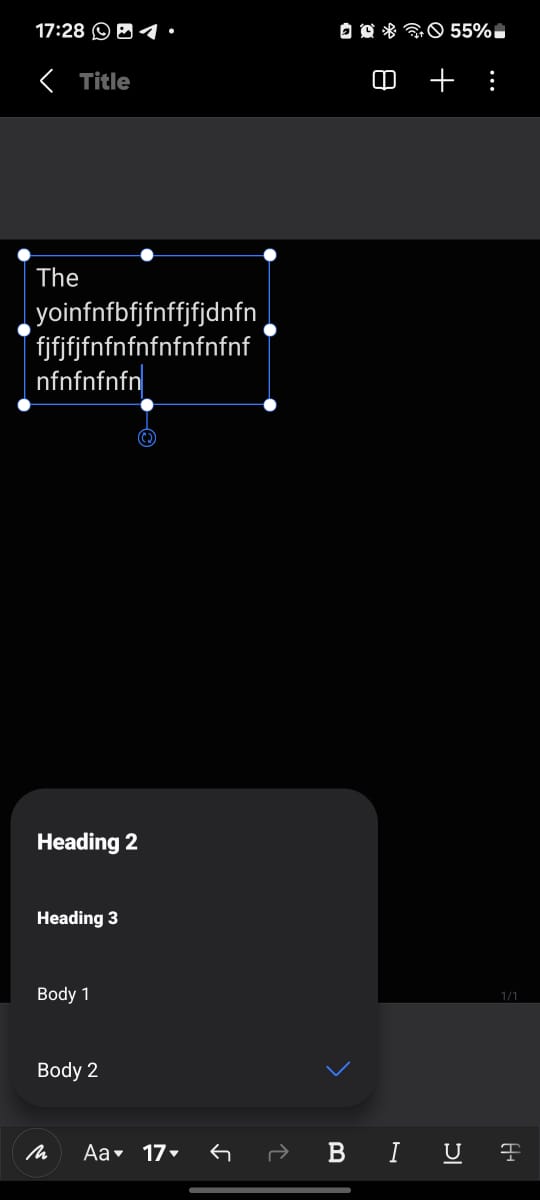 17:28
55%
Title
The
yoinfnfbfjfnffjfjdnfn
fjfjfjfnfnfnfnfnfnfnf
nfnfnfnfn
Heading 2
Heading 3
Body 1
1/1
Body 2
Aa
17
B
I
U
T